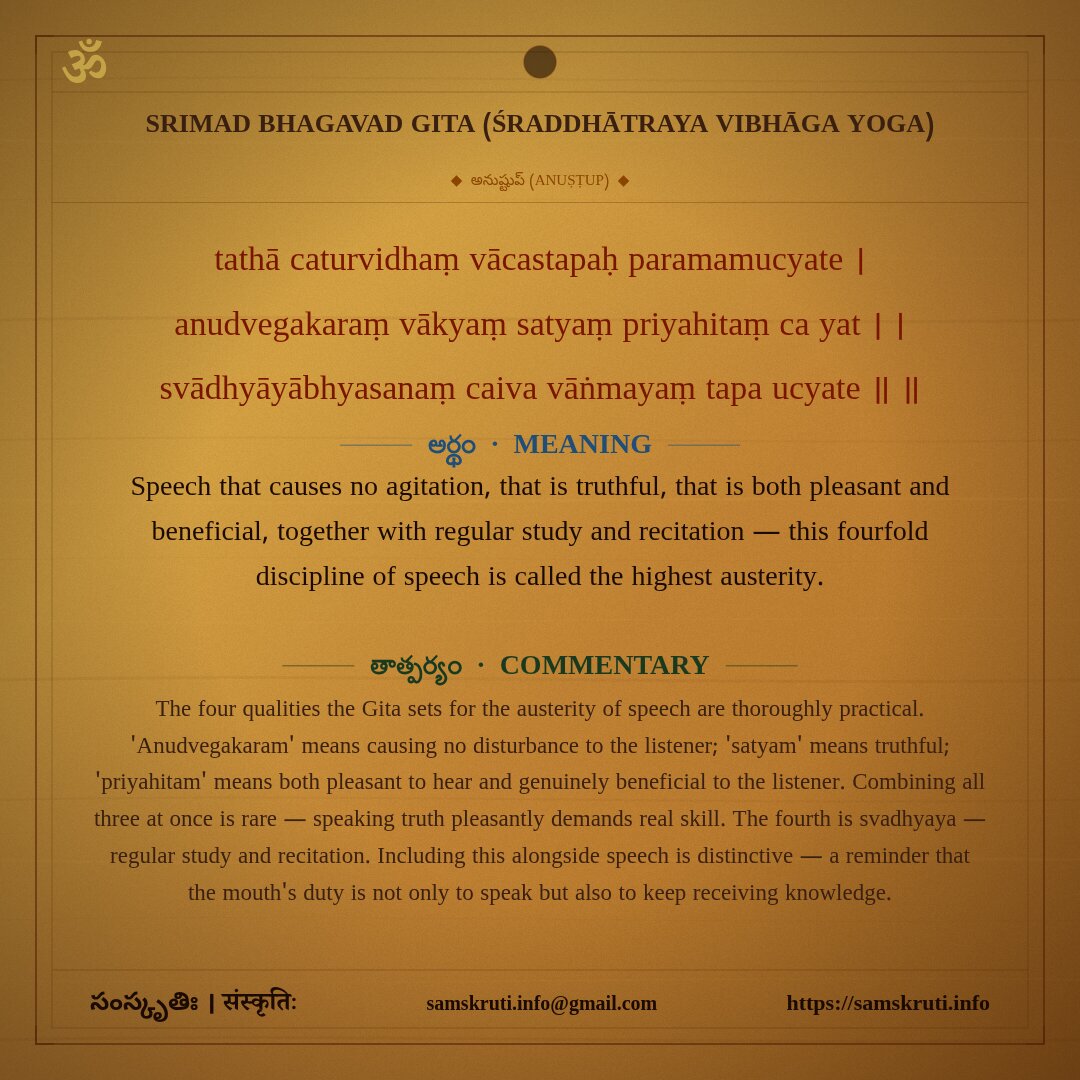 ॐ
SRIMAD BHAGAVAD GITA (ŚRADDHĀTRAYA VIBHĀGA YOGA)
◆ అనుష్టుప్ (ANUṢṬUP) ◆
tathā caturvidhaṃ vācastapaḥ paramamucyate |
anudvegakaraṃ vākyaṃ satyaṃ priyahitaṃ ca yat | |
svādhyāyābhyasanaṃ caiva vāṅmayaṃ tapa ucyate || ||
అర్థం · MEANING
Speech that causes no agitation, that is truthful, that is both pleasant and
beneficial, together with regular study and recitation — this fourfold
discipline of speech is called the highest austerity.
తాత్పర్యం · COMMENTARY
The four qualities the Gita sets for the austerity of speech are thoroughly practical.
'Anudvegakaram' means causing no disturbance to the listener; 'satyam' means truthful;
'priyahitam' means both pleasant to hear and genuinely beneficial to the listener. Combining all
three at once is rare — speaking truth pleasantly demands real skill. The fourth is svadhyaya —
regular study and recitation. Including this alongside speech is distinctive — a reminder that
the mouth's duty is not only to speak but also to keep receiving knowledge.
సంస్కృతిః | संस्कृतिः samskruti.info@gmail.com https://samskruti.info